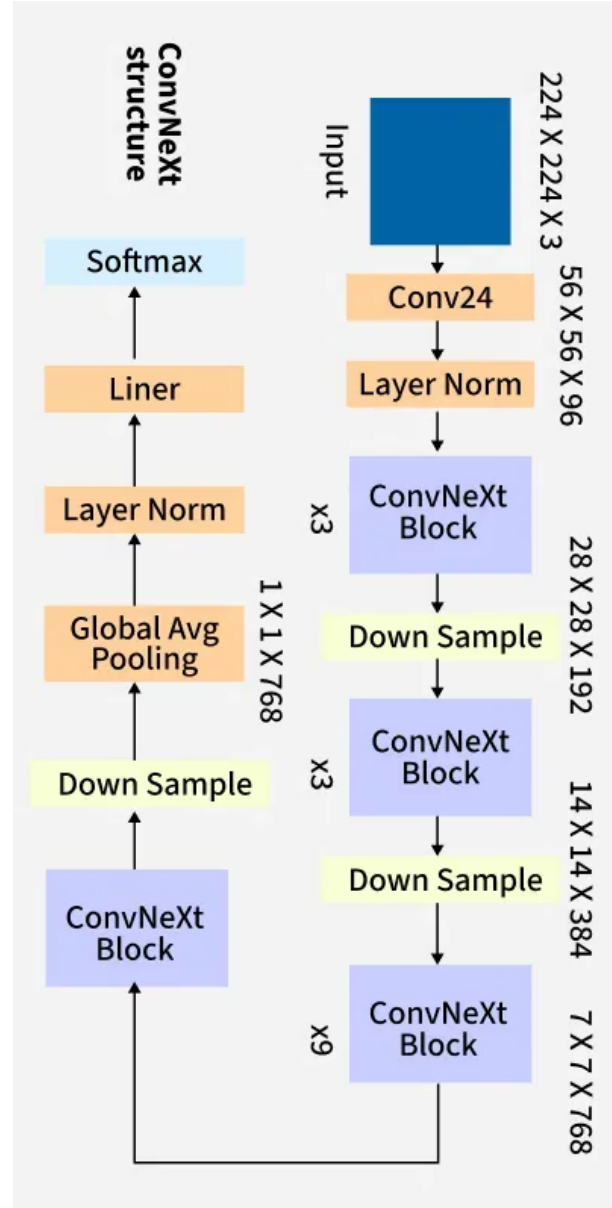 ConvNeXt
structure
224 X 224 X 3
Input
Conv24
56 X 56 X 96
Layer Norm
ConvNeXt
Block
x3
28 X 28 X 192
Down Sample
ConvNeXt
Block
x3
14 X 14 X 384
Down Sample
ConvNeXt
Block
x9
7 X 7 X 768
ConvNeXt
Block
Down Sample
Global Avg
Pooling
1 X 1 X 768
Layer Norm
Liner
Softmax